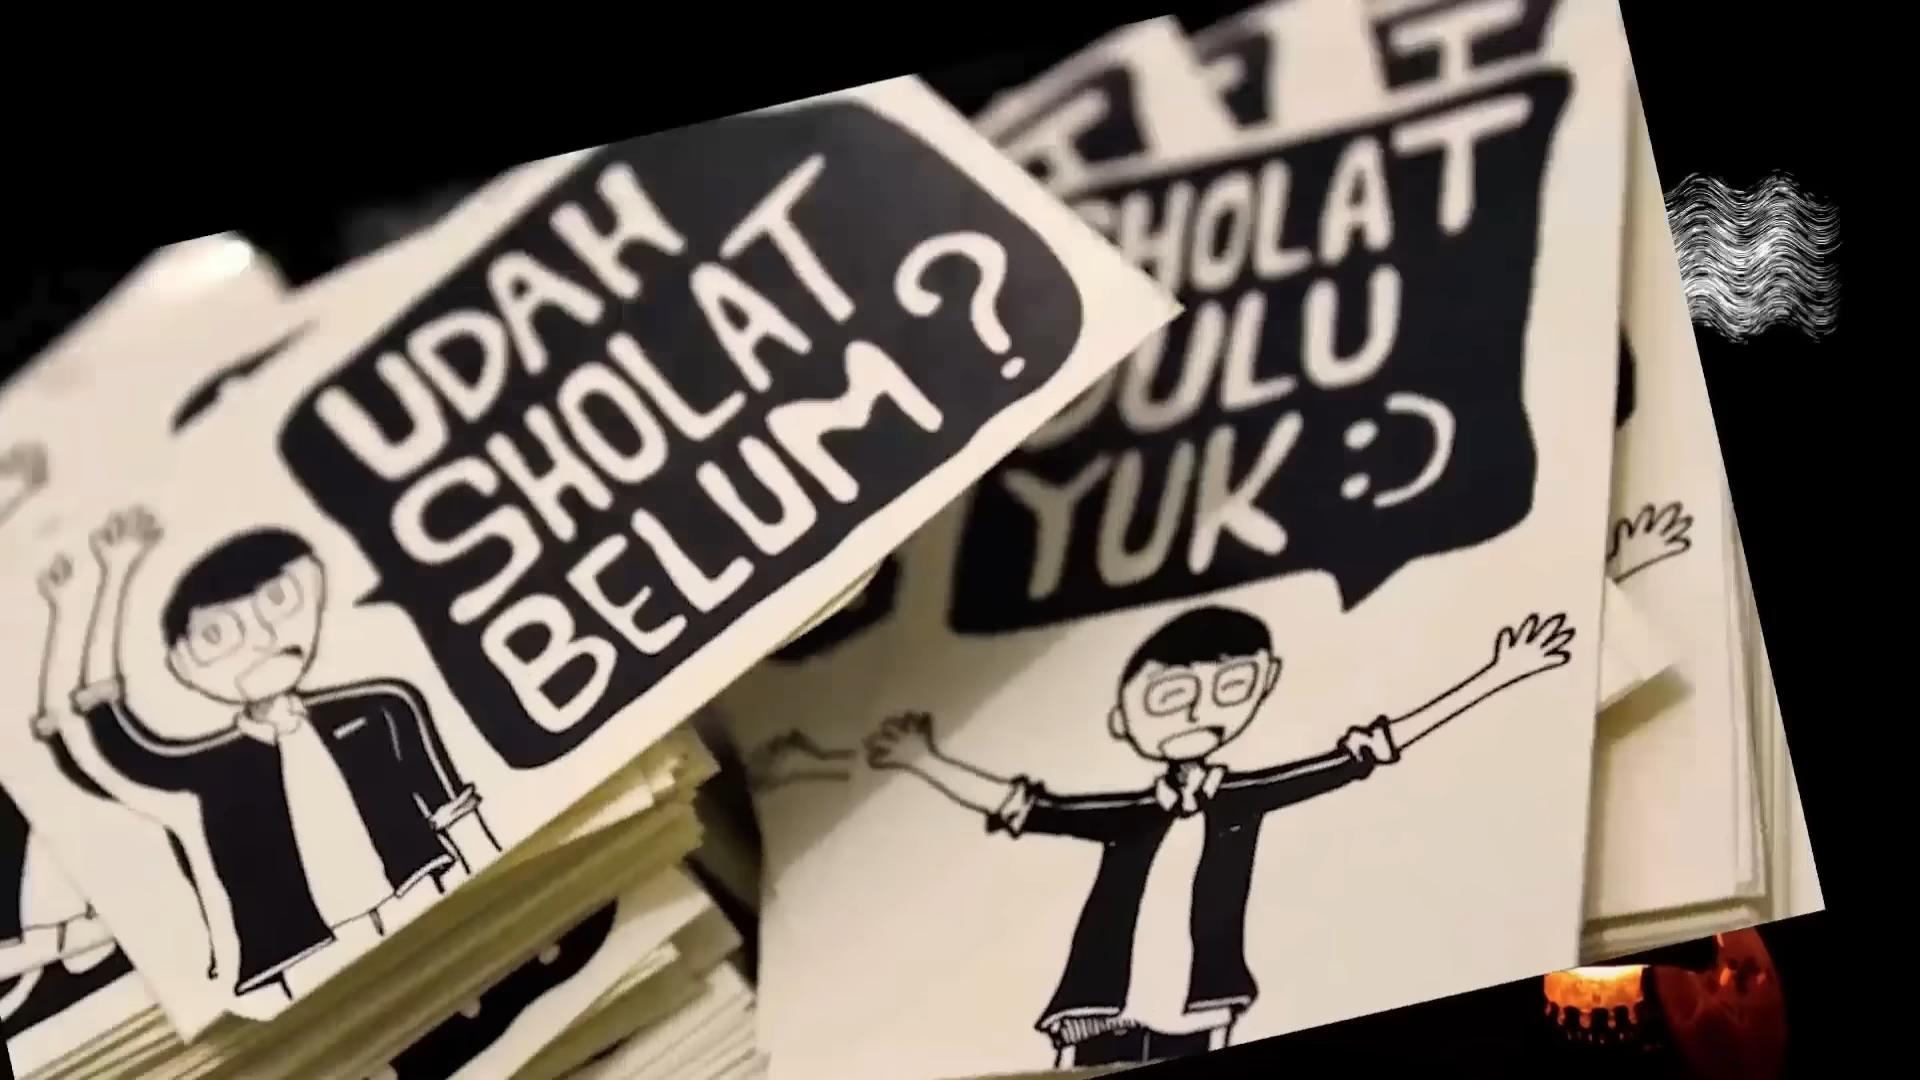 UDAH
SHOLAT
BELUM?
SHOLAT
DULU
YUK :)